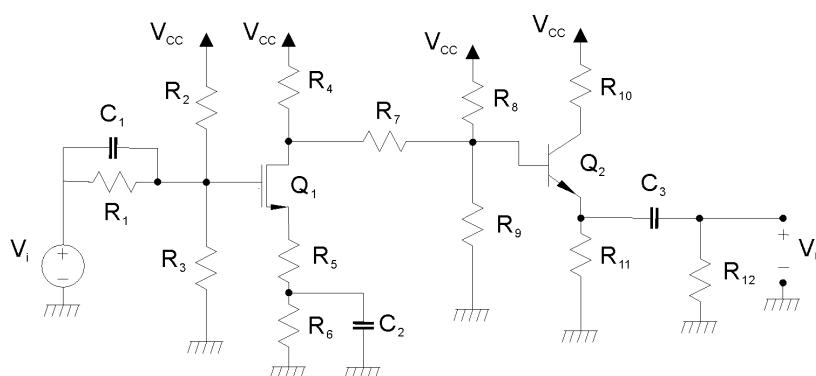 V_CC
V_CC
V_CC
V_CC
R_2
R_4
R_8
R_10
C_1
R_7
Q_1
Q_2
R_1
C_3
V_i
+
−
R_3
R_5
R_9
R_11
R_12
+
−
R_6
C_2